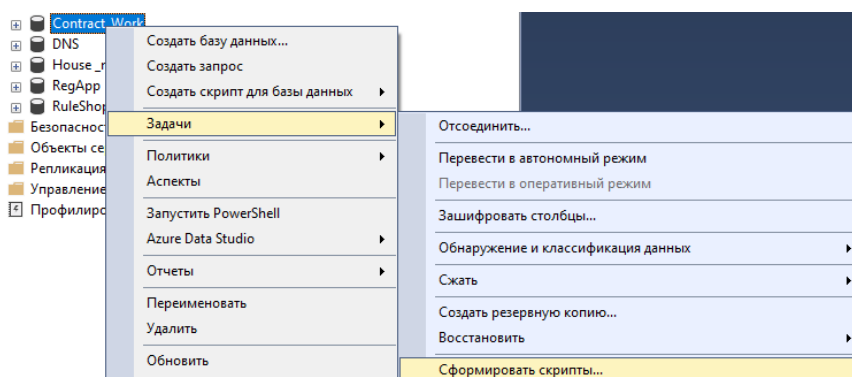 Contract_Work
DNS
House_r
RegApp
RuleShop
Безопаснос
Объекты се
Репликация
Управление
Профилиро
Создать базу данных...
Создать запрос
Создать скрипт для базы данных
Задачи
Политики
Аспекты
Запустить PowerShell
Azure Data Studio
Отчеты
Переименовать
Удалить
Обновить
Отсоединить...
Перевести в автономный режим
Перевести в оперативный режим
Зашифровать столбцы...
Обнаружение и классификация данных
Сжать
Создать резервную копию...
Восстановить
Сформировать скрипты...